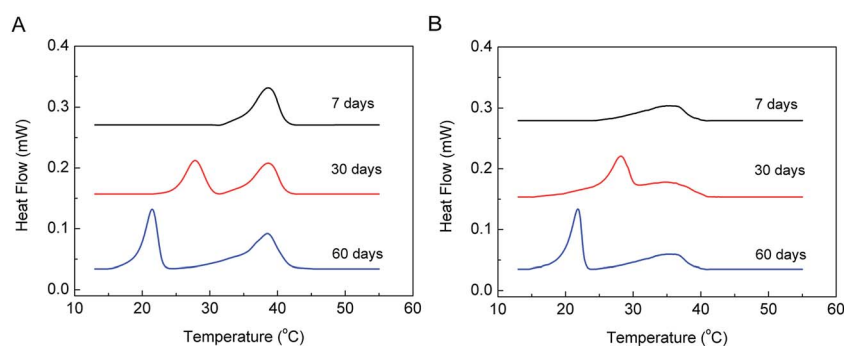 A
0.4
0.3
0.2
0.1
0.0
10 20 30 40 50 60
Heat Flow (mW)
Temperature (°C)
7 days
30 days
60 days
B
0.4
0.3
0.2
0.1
0.0
10 20 30 40 50 60
Heat Flow (mW)
Temperature (°C)
7 days
30 days
60 days